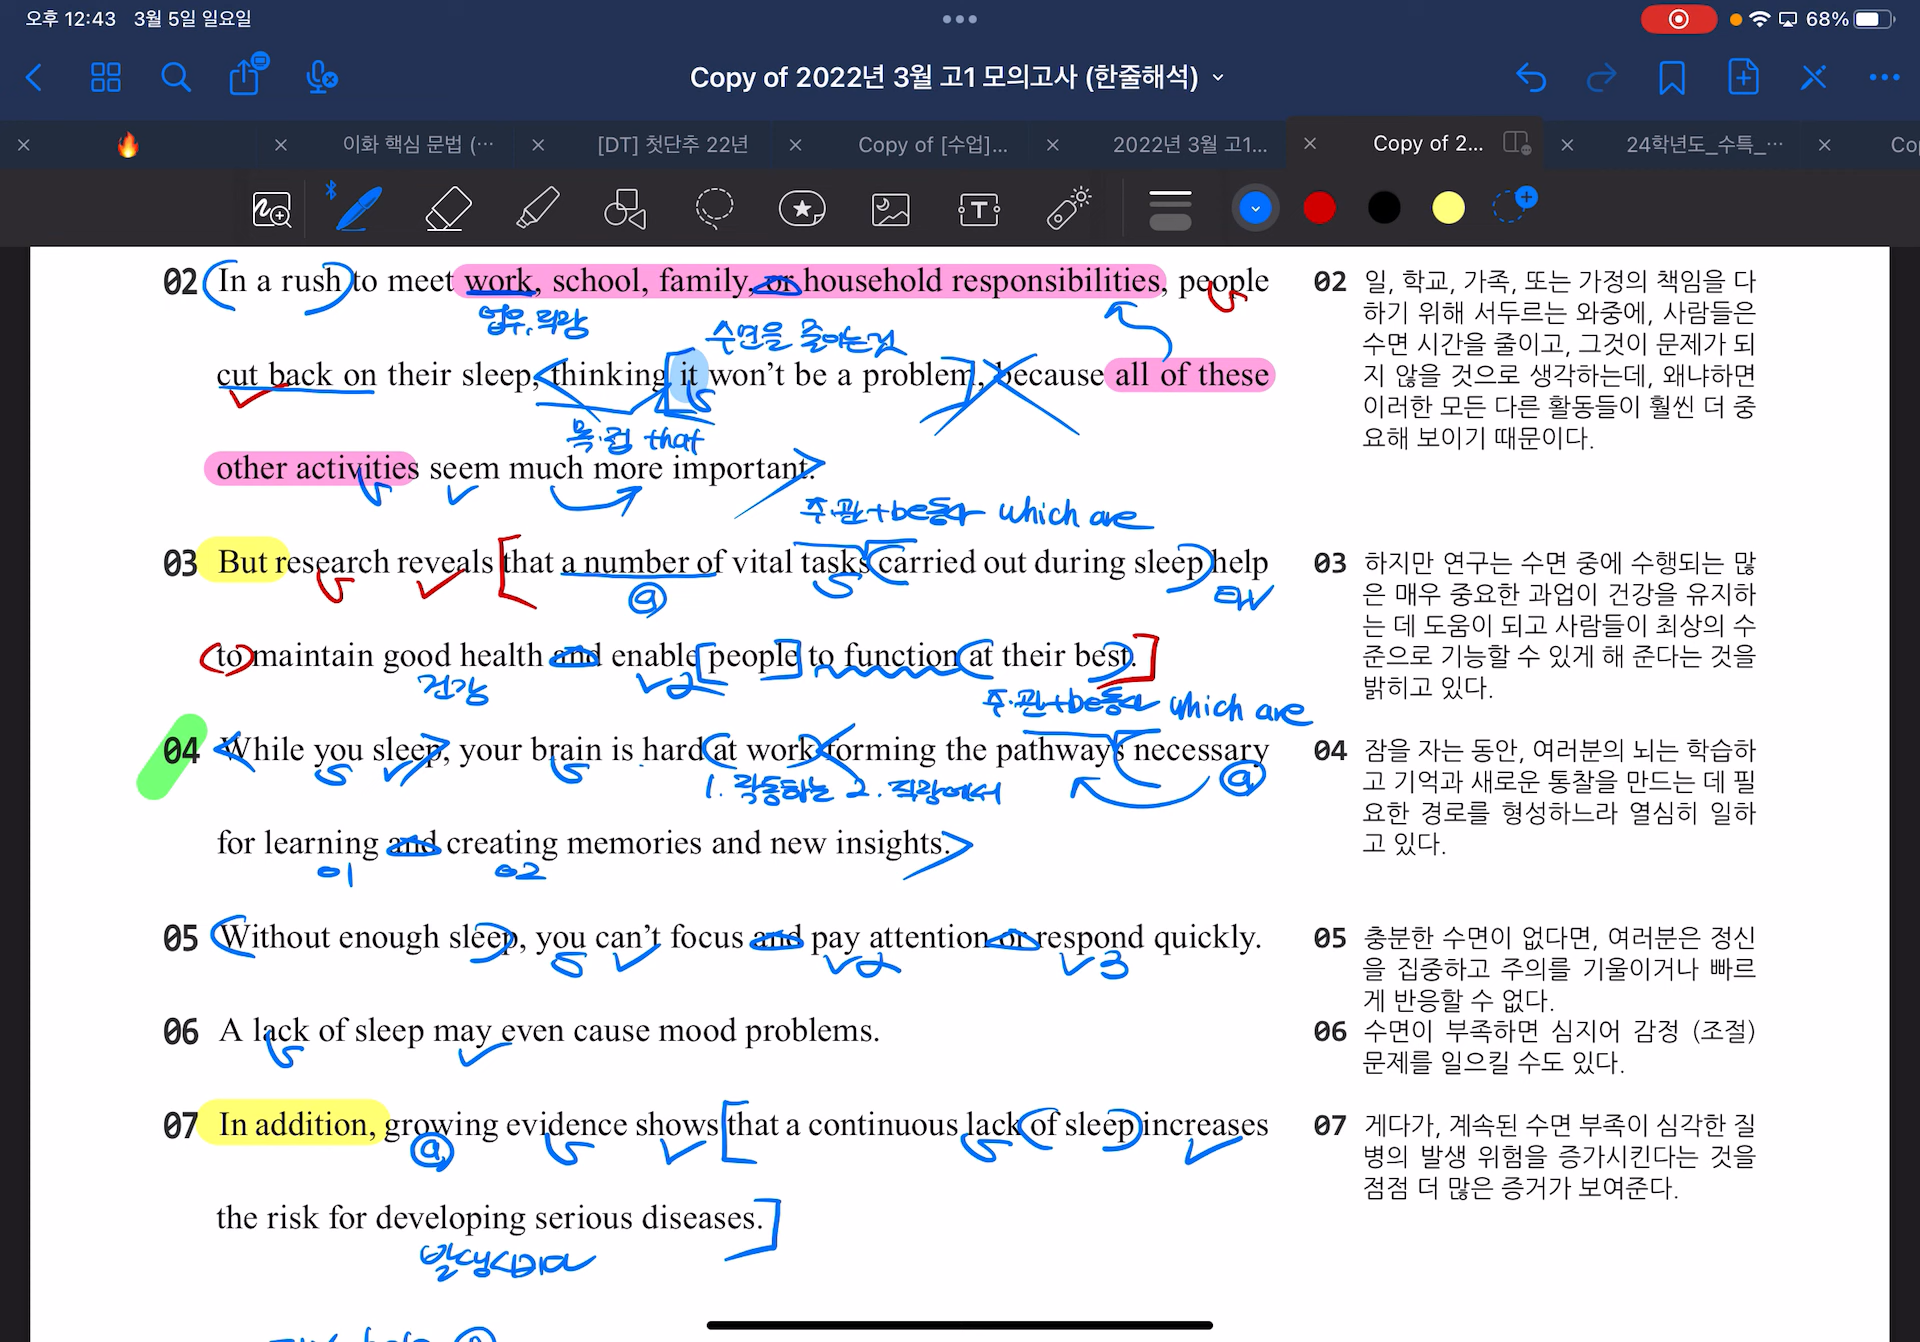 오후 12:43 3월 5일 일요일
68%
Copy of 2022년 3월 고1 모의고사 (한줄해석)
이화 핵심 문법 (···
[DT] 첫단추 22년
Copy of [수업]...
2022년 3월 고1...
Copy of 2...
24학년도_수특_···
Co
02 In a rush to meet work, school, family, or household responsibilities, people
업무, 직장
수면을 줄이는 것
cut back on their sleep, thinking it won't be a problem, because all of these
목·접 that
other activities seem much more important.
주·관+be동사 which are
03 But research reveals that a number of vital tasks carried out during sleep help
ⓐ
S
to maintain good health and enable people to function at their best.
건강
V2
주·관+be동사 which are
04 While you sleep, your brain is hard at work forming the pathways necessary
1. 작동하는 2. 직장에서
ⓐ
for learning and creating memories and new insights.
01
02
05 Without enough sleep, you can't focus and pay attention or respond quickly.
S
V2
V3
06 A lack of sleep may even cause mood problems.
S
07 In addition, growing evidence shows that a continuous lack of sleep increases
ⓐ
S
S
the risk for developing serious diseases.
발생시키다
02 일, 학교, 가족, 또는 가정의 책임을 다
하기 위해 서두르는 와중에, 사람들은
수면 시간을 줄이고, 그것이 문제가 되
지 않을 것으로 생각하는데, 왜냐하면
이러한 모든 다른 활동들이 훨씬 더 중
요해 보이기 때문이다.
03 하지만 연구는 수면 중에 수행되는 많
은 매우 중요한 과업이 건강을 유지하
는 데 도움이 되고 사람들이 최상의 수
준으로 기능할 수 있게 해 준다는 것을
밝히고 있다.
04 잠을 자는 동안, 여러분의 뇌는 학습하
고 기억과 새로운 통찰을 만드는 데 필
요한 경로를 형성하느라 열심히 일하
고 있다.
05 충분한 수면이 없다면, 여러분은 정신
을 집중하고 주의를 기울이거나 빠르
게 반응할 수 없다.
06 수면이 부족하면 심지어 감정 (조절)
문제를 일으킬 수도 있다.
07 게다가, 계속된 수면 부족이 심각한 질
병의 발생 위험을 증가시킨다는 것을
점점 더 많은 증거가 보여준다.